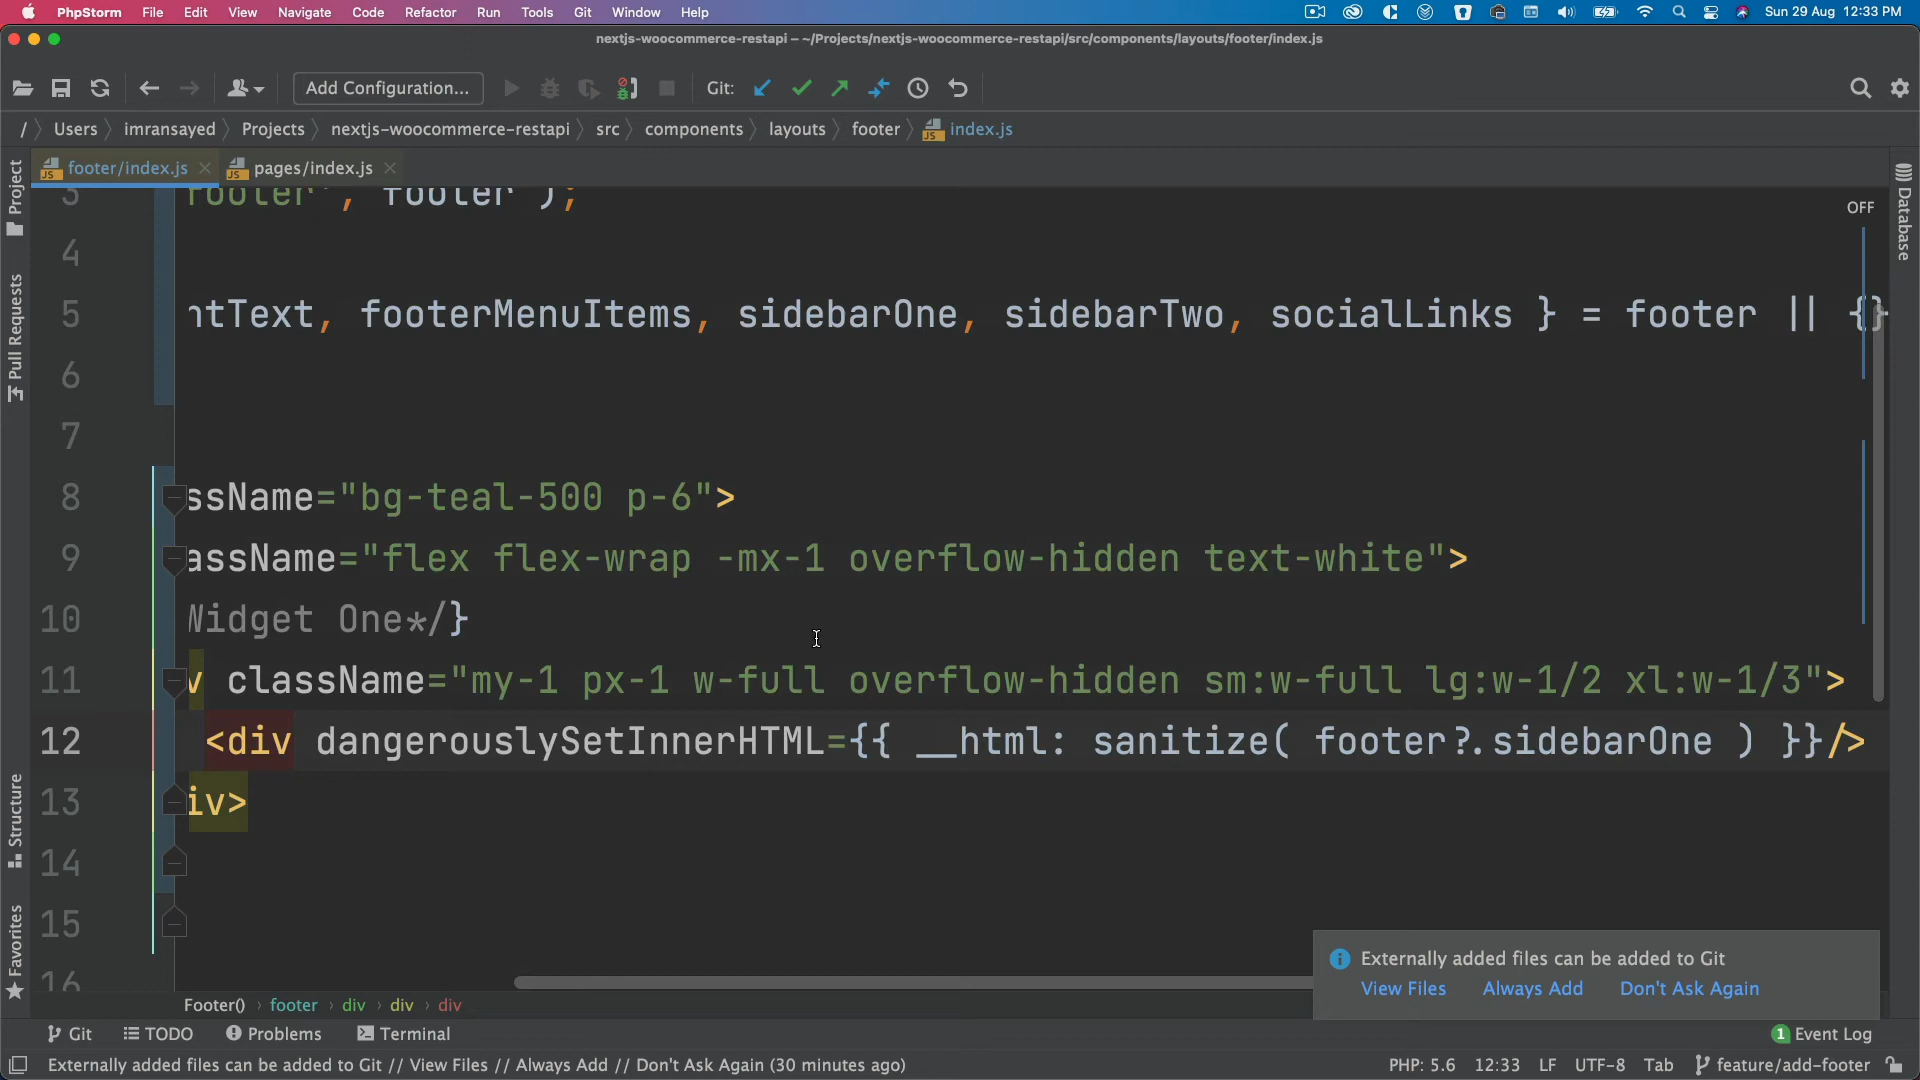 PhpStorm File Edit View Navigate Code Refactor Run Tools Git Window Help Sun 29 Aug 12:33 PM
nextjs-woocommerce-restapi – ~/Projects/nextjs-woocommerce-restapi/src/components/layouts/footer/index.js
Add Configuration... Git:
/ Users imransayed Projects nextjs-woocommerce-restapi src components layouts footer index.js
footer/index.js pages/index.js
Project
Pull Requests
Structure
Favorites
Database
OFF
3 footer', footer );
4
5 ntText, footerMenuItems, sidebarOne, sidebarTwo, socialLinks } = footer || {}
6
7
8 ssName="bg-teal-500 p-6">
9 assName="flex flex-wrap -mx-1 overflow-hidden text-white">
10 Widget One*/}
11 v className="my-1 px-1 w-full overflow-hidden sm:w-full lg:w-1/2 xl:w-1/3">
12 <div dangerouslySetInnerHTML={{ __html: sanitize( footer?.sidebarOne ) }}/>
13 iv>
14
15
16
Externally added files can be added to Git
View Files Always Add Don't Ask Again
Footer() footer div div div
Git TODO Problems Terminal 1 Event Log
Externally added files can be added to Git // View Files // Always Add // Don't Ask Again (30 minutes ago) PHP: 5.6 12:33 LF UTF-8 Tab feature/add-footer